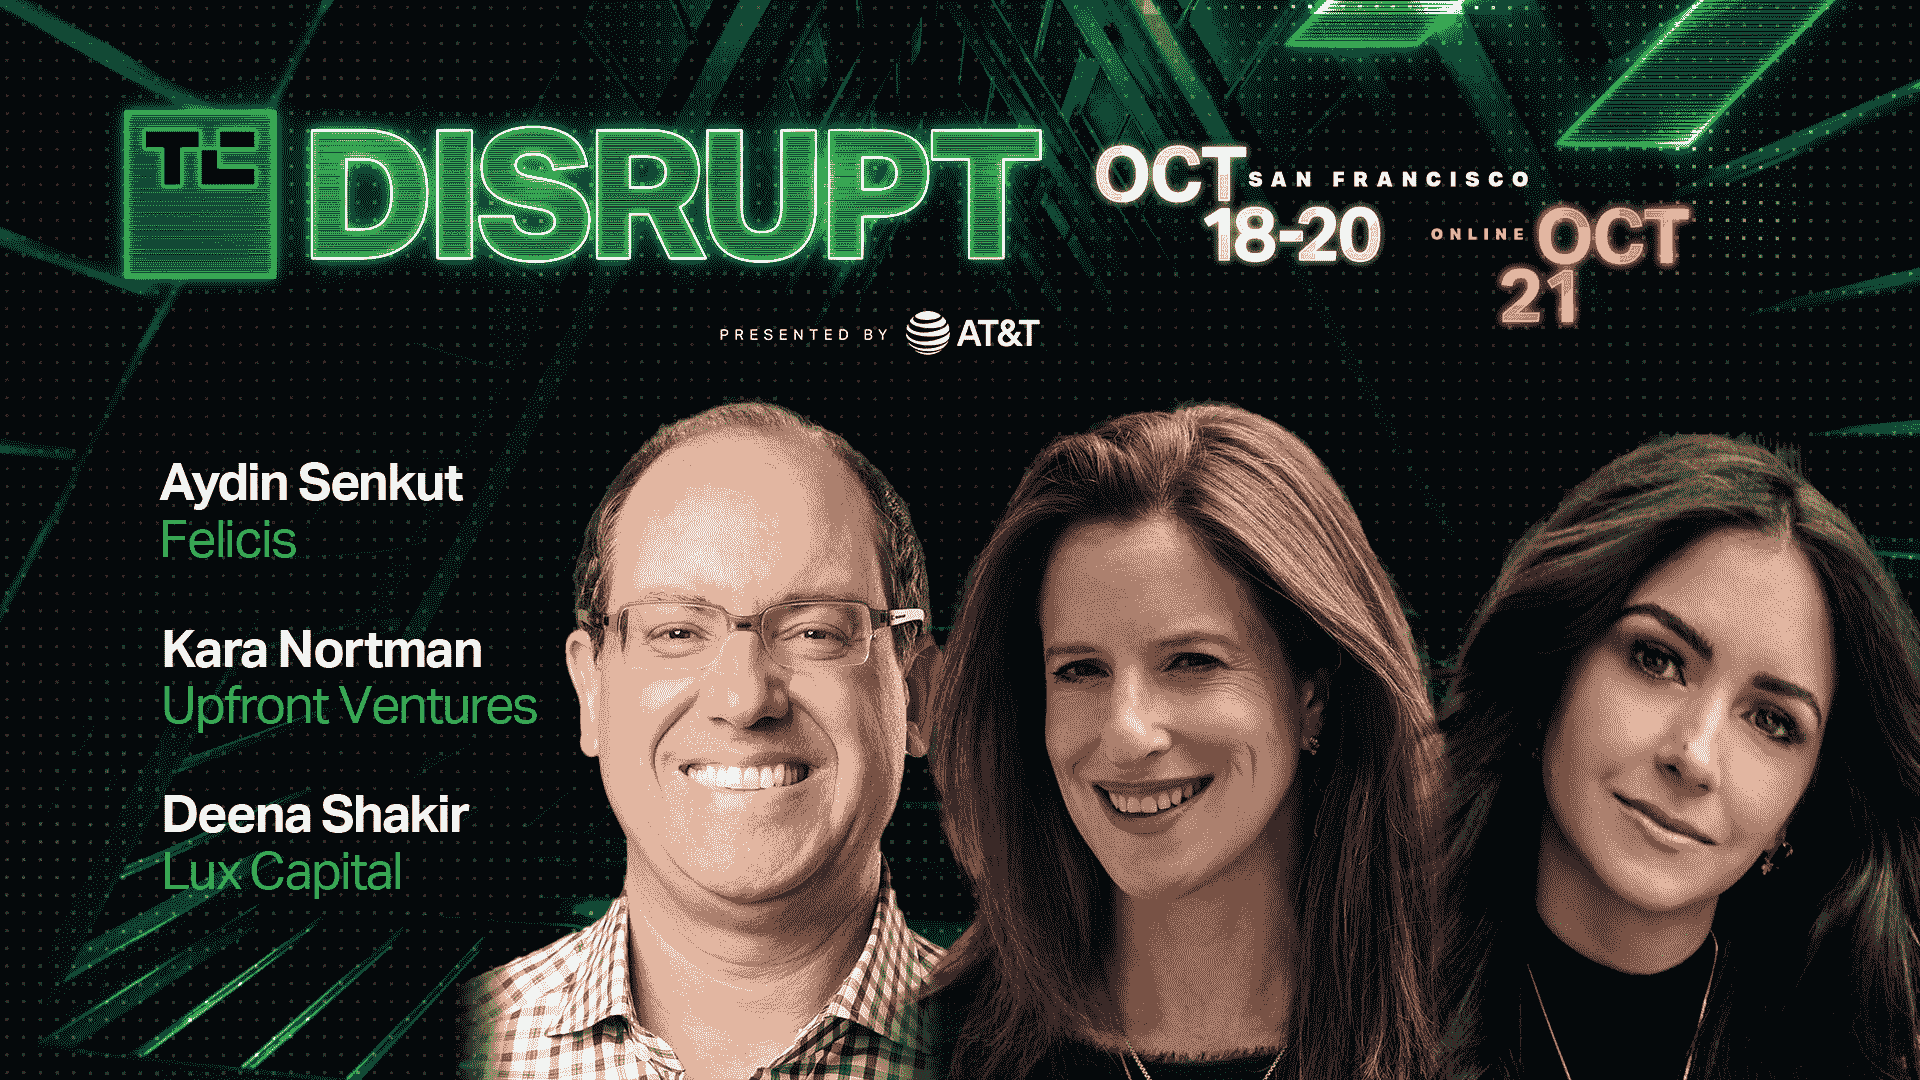 TC DISRUPT
OCT SAN FRANCISCO
18-20
ONLINE OCT
21
PRESENTED BY AT&T
Aydin Senkut
Felicis
Kara Nortman
Upfront Ventures
Deena Shakir
Lux Capital